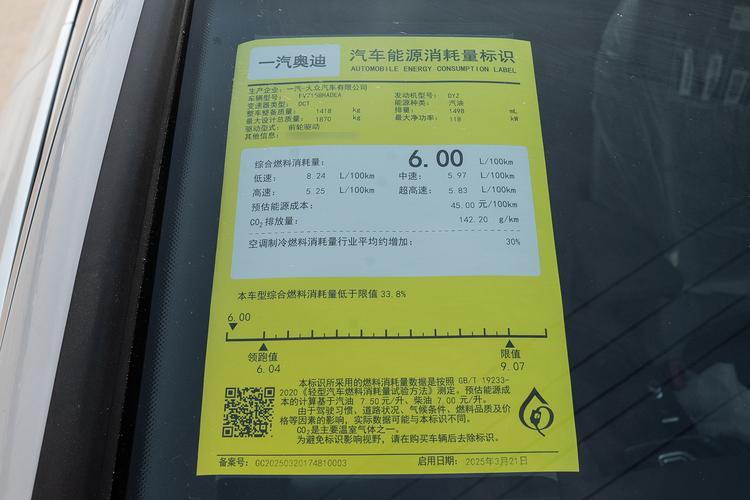 一汽奥迪
汽车能源消耗量标识
AUTOMOBILE ENERGY CONSUMPTION LABEL
生产企业：一汽-大众汽车有限公司
车辆型号： FV7158HADEA 发动机型号： DYZ
变速器类型： DCT 能源种类： 汽油
整车整备质量： 1418 kg 排量： 1498 mL
最大设计总质量： 1870 kg 最大净功率： 118 kW
驱动型式： 前轮驱动
其他信息：
综合燃料消耗量： 6.00 L/100km
低速： 8.24 L/100km 中速： 5.97 L/100km
高速： 5.25 L/100km 超高速： 5.83 L/100km
预估能源成本： 45.00 元/100km
CO₂排放量： 142.20 g/km
空调制冷燃料消耗量行业平均约增加： 30%
本车型综合燃料消耗量低于限值 33.8%
6.00
领跑值 限值
6.04 9.07
本标识所采用的燃料消耗量数据是按照 GB/T 19233-
2020《轻型汽车燃料消耗量试验方法》测定。预估能源成
本的计算基于汽油 7.50 元/升、柴油 7.00 元/升。
由于驾驶习惯、道路状况、气候条件、燃料品质及价
格等因素的影响，实际数据可能与本标识不同。
CO₂是主要温室气体之一。
为避免标识影响视野，请在购买车辆后去除标识。
备案号： GC20250320174810003 启用日期： 2025年3月21日